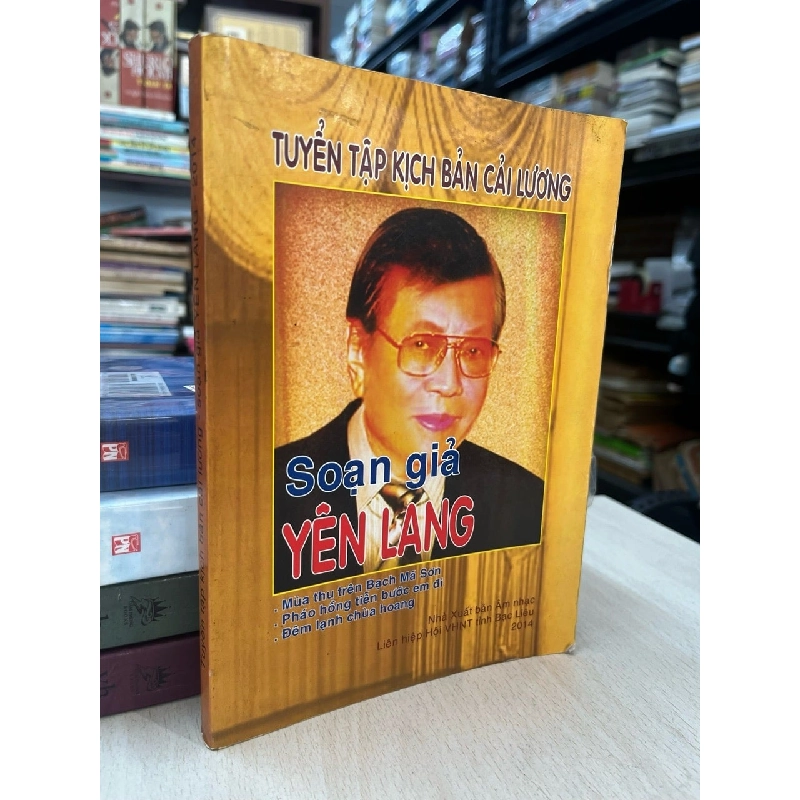 TUYỂN TẬP KỊCH BẢN CẢI LƯƠNG
Soạn giả
YÊN LANG
- Mùa thu trên Bạch Mã Sơn
- Pháo hồng tiễn bước em đi
- Đêm lạnh chùa hoang
Nhà Xuất bản Âm nhạc
Liên hiệp Hội VHNT tỉnh Bạc Liêu
2014
PN
PN